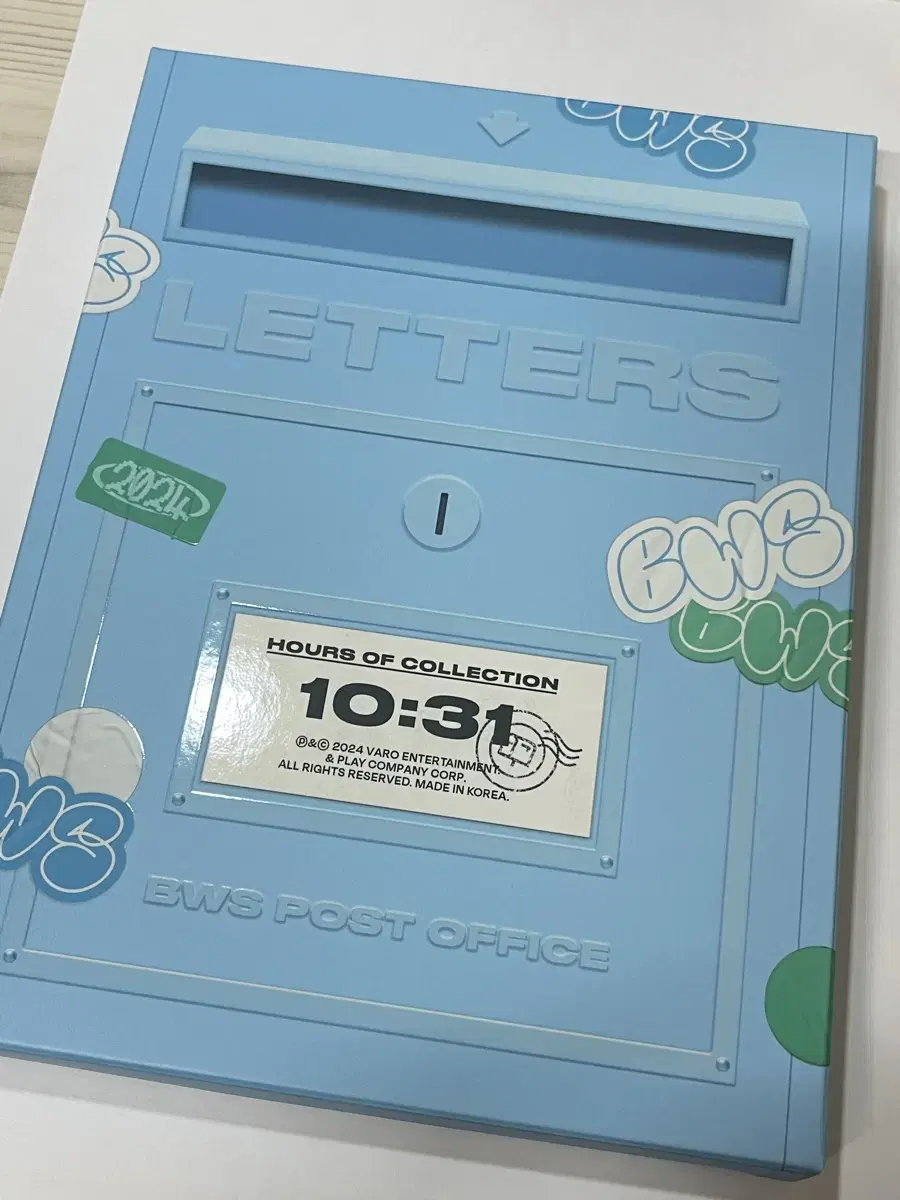 BWS
LETTERS
2024
BWS
BWS
HOURS OF COLLECTION
10:31
℗&© 2024 VARO ENTERTAINMENT.
& PLAY COMPANY CORP.
ALL RIGHTS RESERVED. MADE IN KOREA.
WS
BWS POST OFFICE